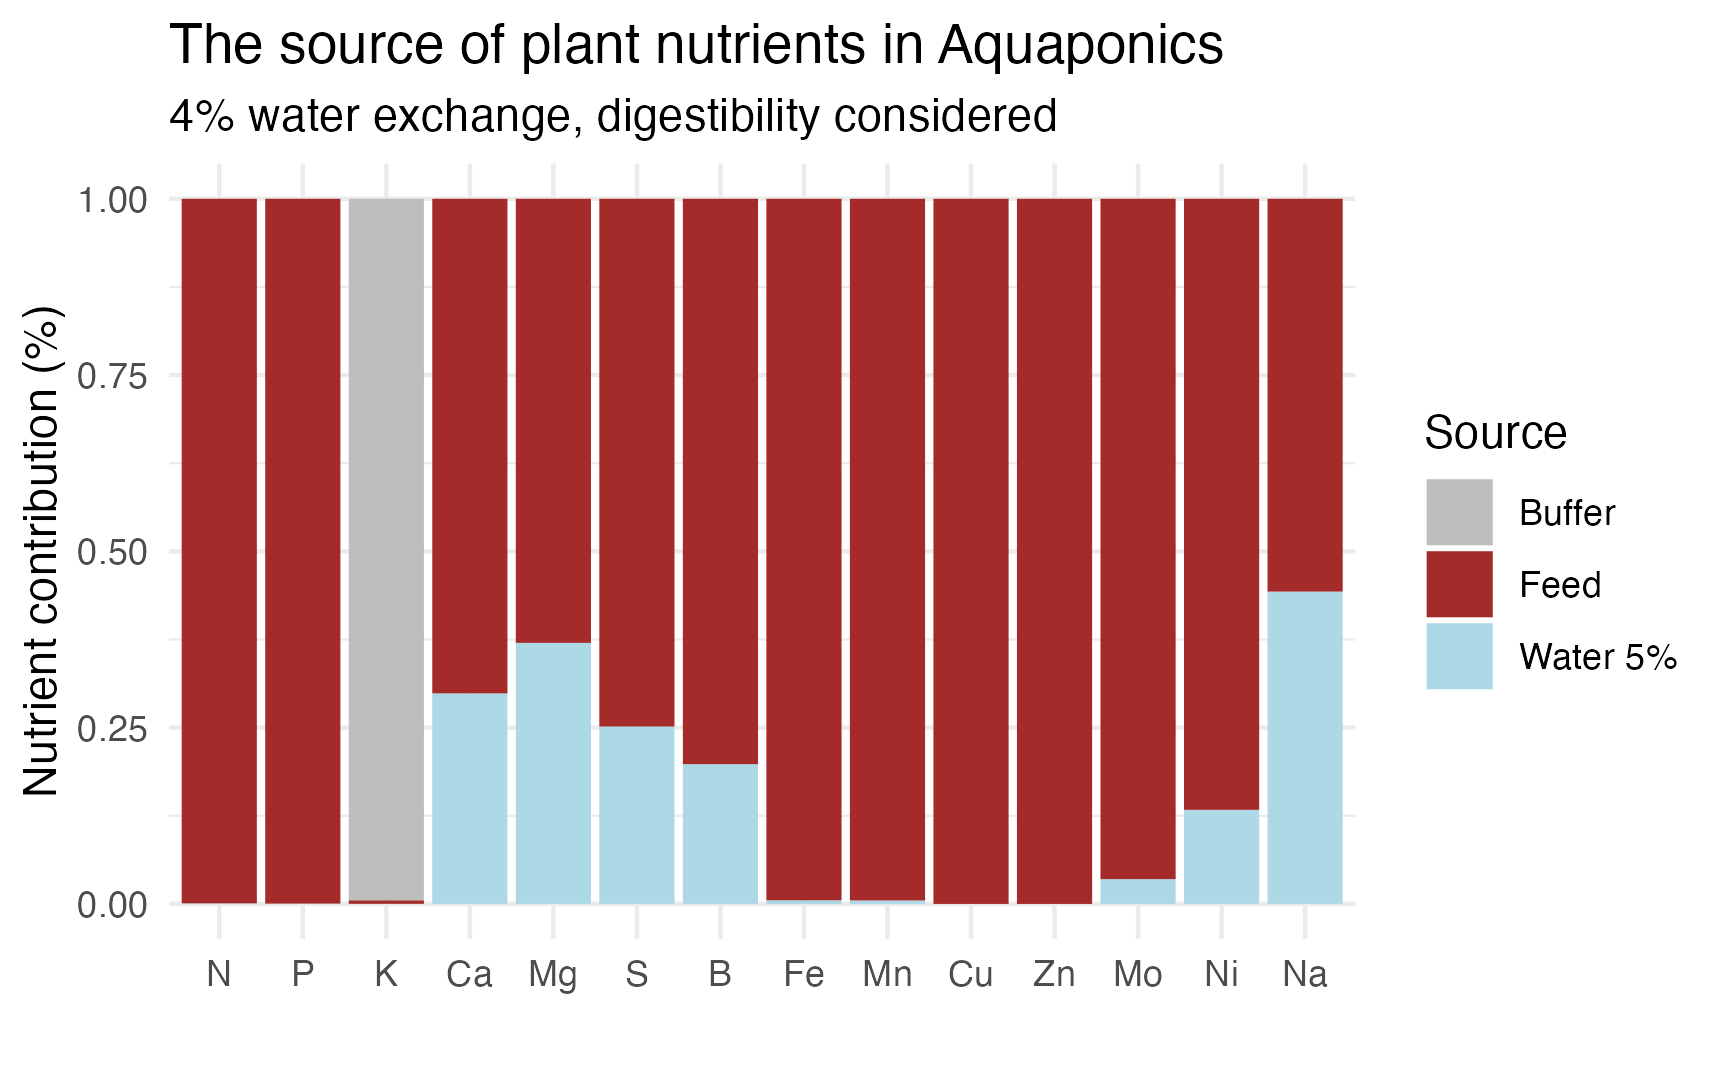 The source of plant nutrients in Aquaponics
4% water exchange, digestibility considered
Nutrient contribution (%)
1.00
0.75
0.50
0.25
0.00
N P K Ca Mg S B Fe Mn Cu Zn Mo Ni Na
Source
Buffer
Feed
Water 5%